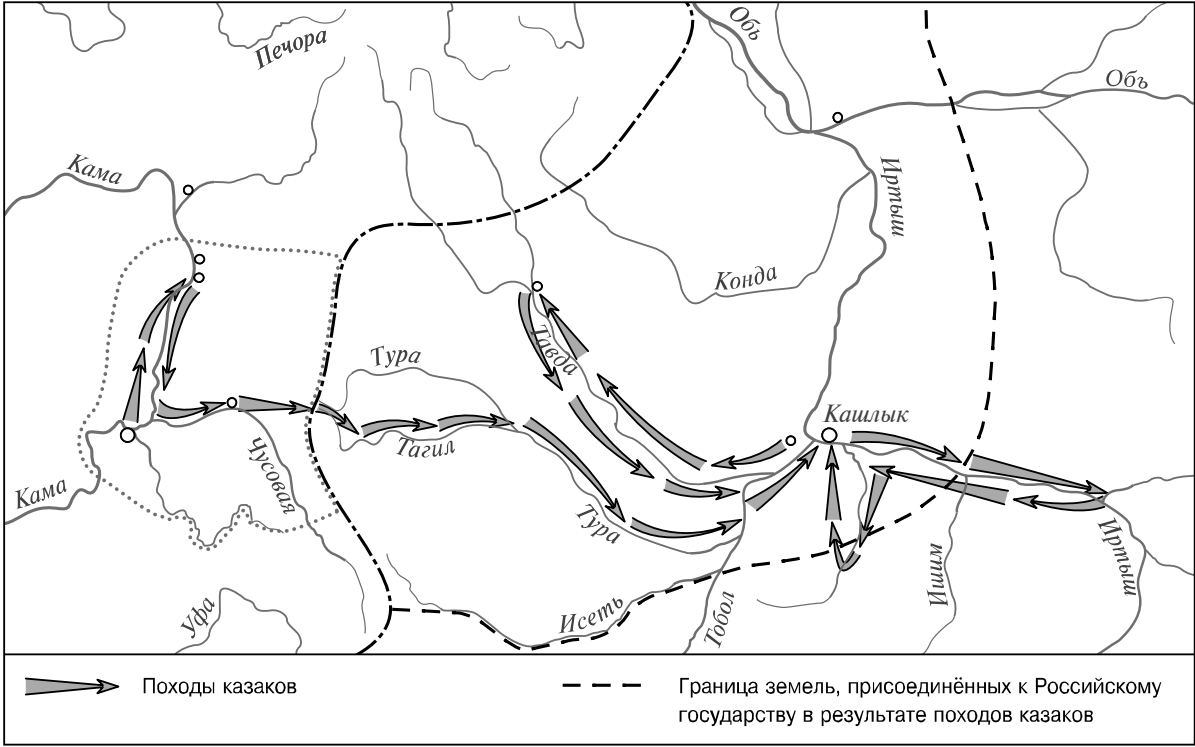 Печора
Обь
Обь
Кама
Иртыш
Конда
Тура
Тавда
Тагил
Кашлык
Чусовая
Кама
Тура
Иртыш
Ишим
Исеть
Тобол
Уфа
Походы казаков
Граница земель, присоединённых к Российскому
государству в результате походов казаков